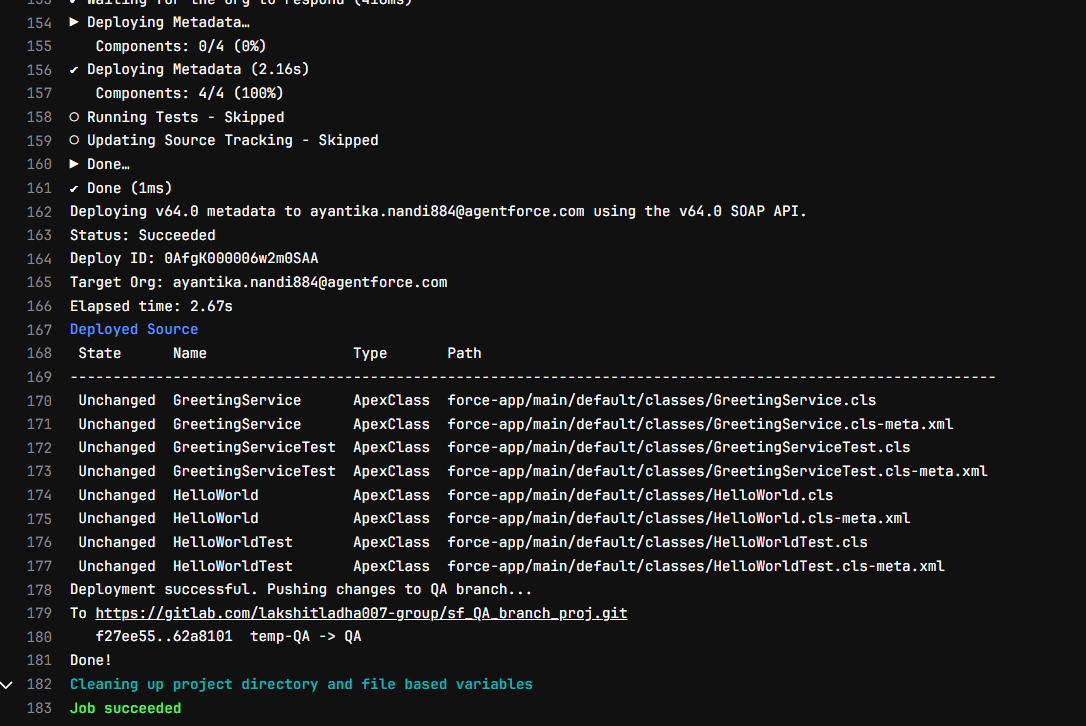 153 ✔ Waiting for the org to respond (416ms)
154 ▶ Deploying Metadata…
155 Components: 0/4 (0%)
156 ✔ Deploying Metadata (2.16s)
157 Components: 4/4 (100%)
158 ○ Running Tests - Skipped
159 ○ Updating Source Tracking - Skipped
160 ▶ Done…
161 ✔ Done (1ms)
162 Deploying v64.0 metadata to ayantika.nandi884@agentforce.com using the v64.0 SOAP API.
163 Status: Succeeded
164 Deploy ID: 0AfgK000006w2m0SAA
165 Target Org: ayantika.nandi884@agentforce.com
166 Elapsed time: 2.67s
167 Deployed Source
168 State Name Type Path
169 ------------------------------------------------------------------------------------------------------------
170 Unchanged GreetingService ApexClass force-app/main/default/classes/GreetingService.cls
171 Unchanged GreetingService ApexClass force-app/main/default/classes/GreetingService.cls-meta.xml
172 Unchanged GreetingServiceTest ApexClass force-app/main/default/classes/GreetingServiceTest.cls
173 Unchanged GreetingServiceTest ApexClass force-app/main/default/classes/GreetingServiceTest.cls-meta.xml
174 Unchanged HelloWorld ApexClass force-app/main/default/classes/HelloWorld.cls
175 Unchanged HelloWorld ApexClass force-app/main/default/classes/HelloWorld.cls-meta.xml
176 Unchanged HelloWorldTest ApexClass force-app/main/default/classes/HelloWorldTest.cls
177 Unchanged HelloWorldTest ApexClass force-app/main/default/classes/HelloWorldTest.cls-meta.xml
178 Deployment successful. Pushing changes to QA branch...
179 To https://gitlab.com/lakshitladha007-group/sf_QA_branch_proj.git
180 f27ee55..62a8101 temp-QA -> QA
181 Done!
182 Cleaning up project directory and file based variables
183 Job succeeded